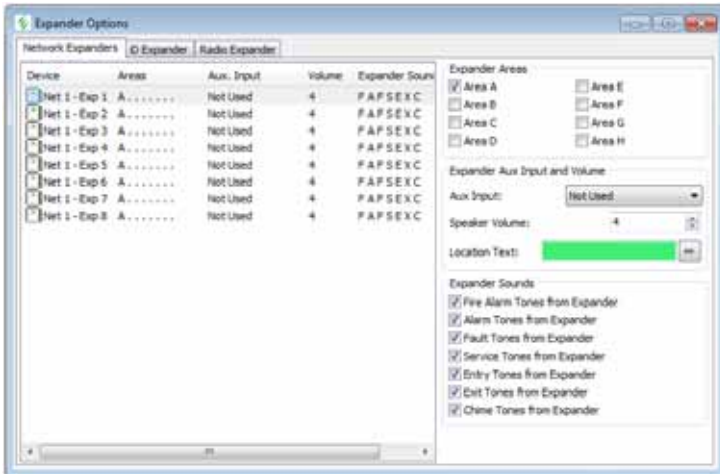 Expander Options
Network Expanders iD Expander Radio Expander
Device Areas Aux. Input Volume Expander Soun
Net 1 - Exp 1 A . . . . . . . Not Used 4 F A F S E X C
Net 1 - Exp 2 A . . . . . . . Not Used 4 F A F S E X C
Net 1 - Exp 3 A . . . . . . . Not Used 4 F A F S E X C
Net 1 - Exp 4 A . . . . . . . Not Used 4 F A F S E X C
Net 1 - Exp 5 A . . . . . . . Not Used 4 F A F S E X C
Net 1 - Exp 6 A . . . . . . . Not Used 4 F A F S E X C
Net 1 - Exp 7 A . . . . . . . Not Used 4 F A F S E X C
Net 1 - Exp 8 A . . . . . . . Not Used 4 F A F S E X C
Expander Areas
Area A Area E
Area B Area F
Area C Area G
Area D Area H
Expander Aux Input and Volume
Aux Input: Not Used
Speaker Volume: 4
Location Text:
Expander Sounds
Fire Alarm Tones from Expander
Alarm Tones from Expander
Fault Tones from Expander
Service Tones from Expander
Entry Tones from Expander
Exit Tones from Expander
Chime Tones from Expander